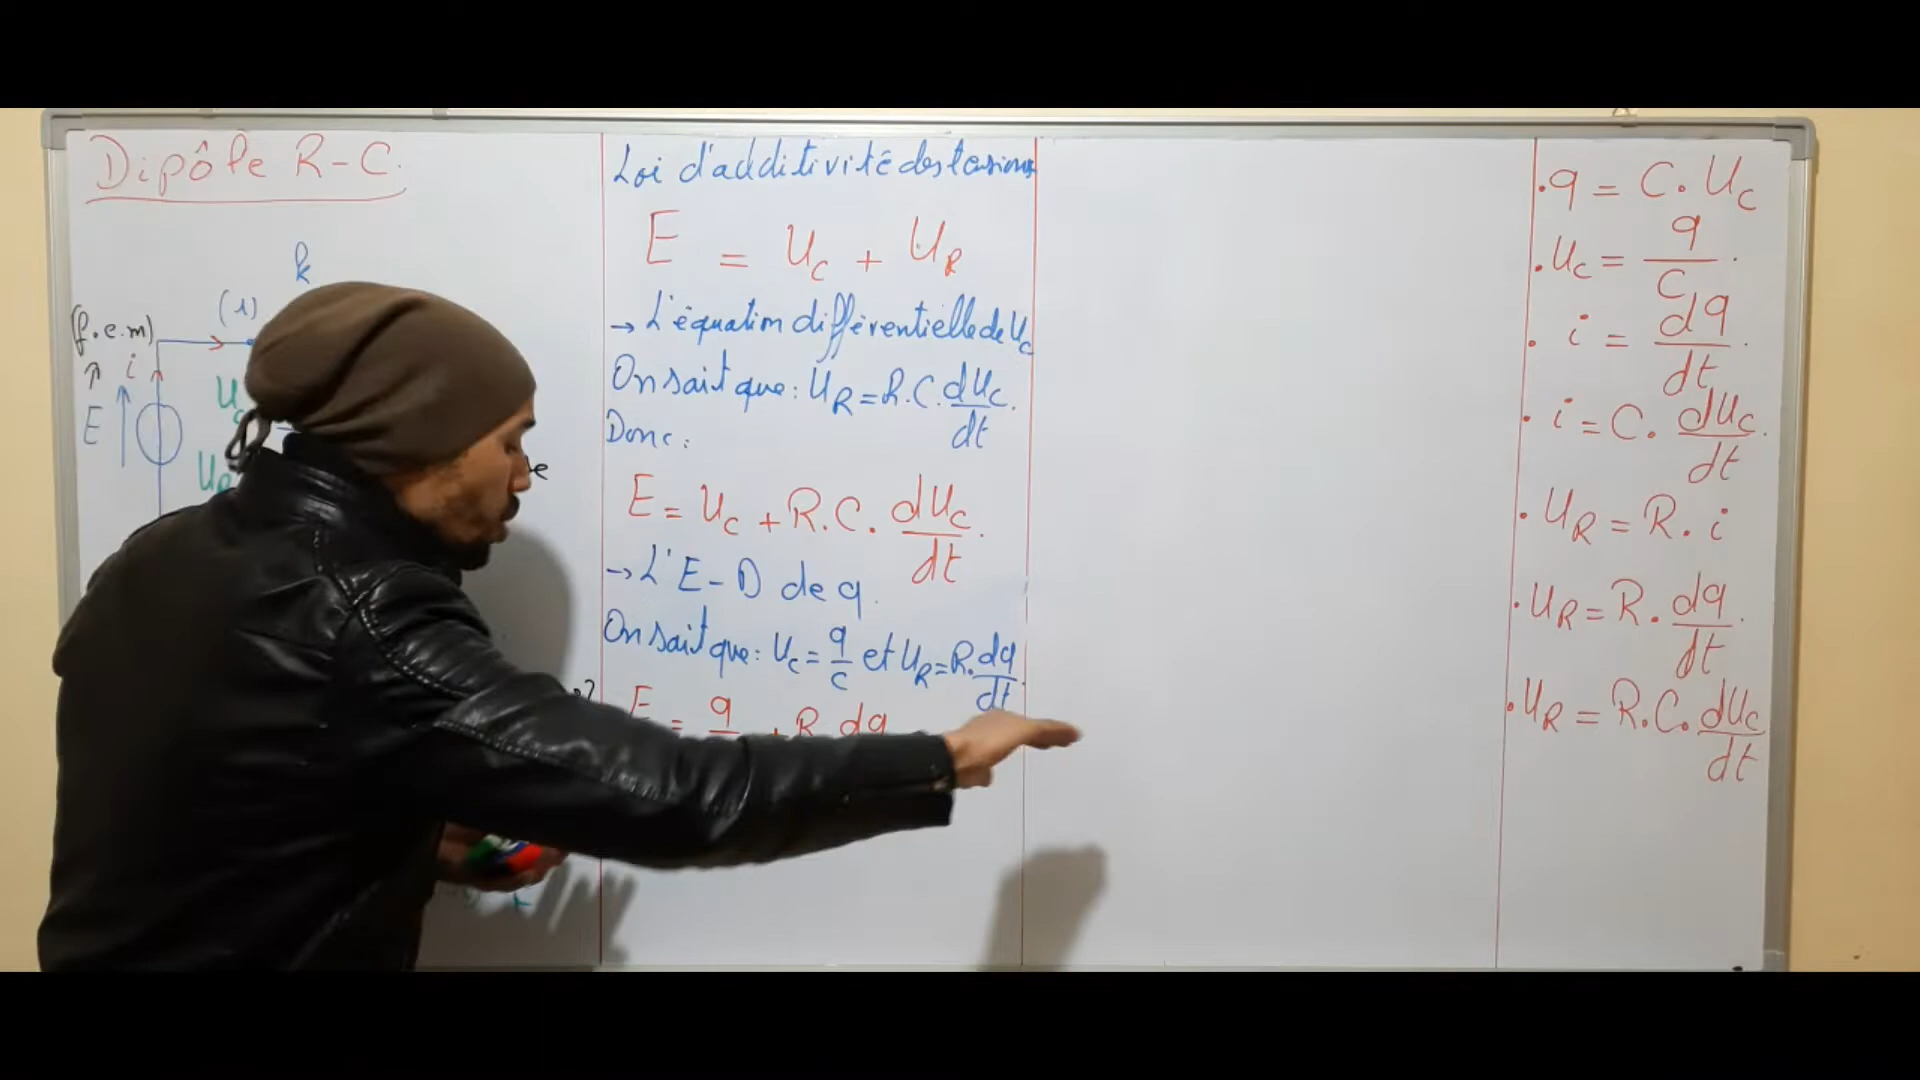 Dipôle R-C.
k
(1)
(f.e.m)
i
E
Loi d'additivité des tensions
E = Uc + UR
→ L'équation différentielle de Uc
On sait que : UR = R.C. dUc/dt.
Donc :
E = Uc + R.C. dUc/dt.
→ L'E-D de q.
On sait que : Uc = q/c et UR = R. dq/dt.
E = q + R dq
. q = C. Uc
. Uc = q/C.
. i = dq/dt.
. i = C. dUc/dt.
. UR = R. i
. UR = R. dq/dt.
. UR = R.C. dUc/dt